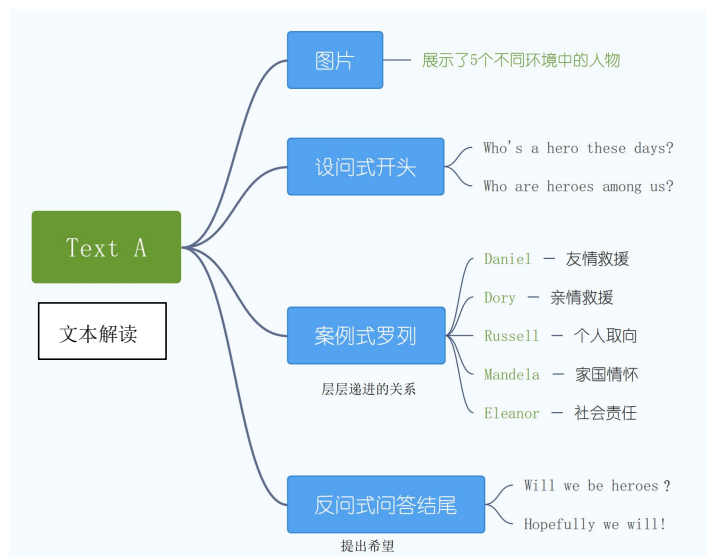 图片
展示了5个不同环境中的人物
设问式开头
Who's a hero these days?
Who are heroes among us?
Text A
文本解读
案例式罗列
层层递进的关系
Daniel — 友情救援
Dory — 亲情救援
Russell — 个人取向
Mandela — 家国情怀
Eleanor — 社会责任
反问式问答结尾
提出希望
Will we be heroes？
Hopefully we will!